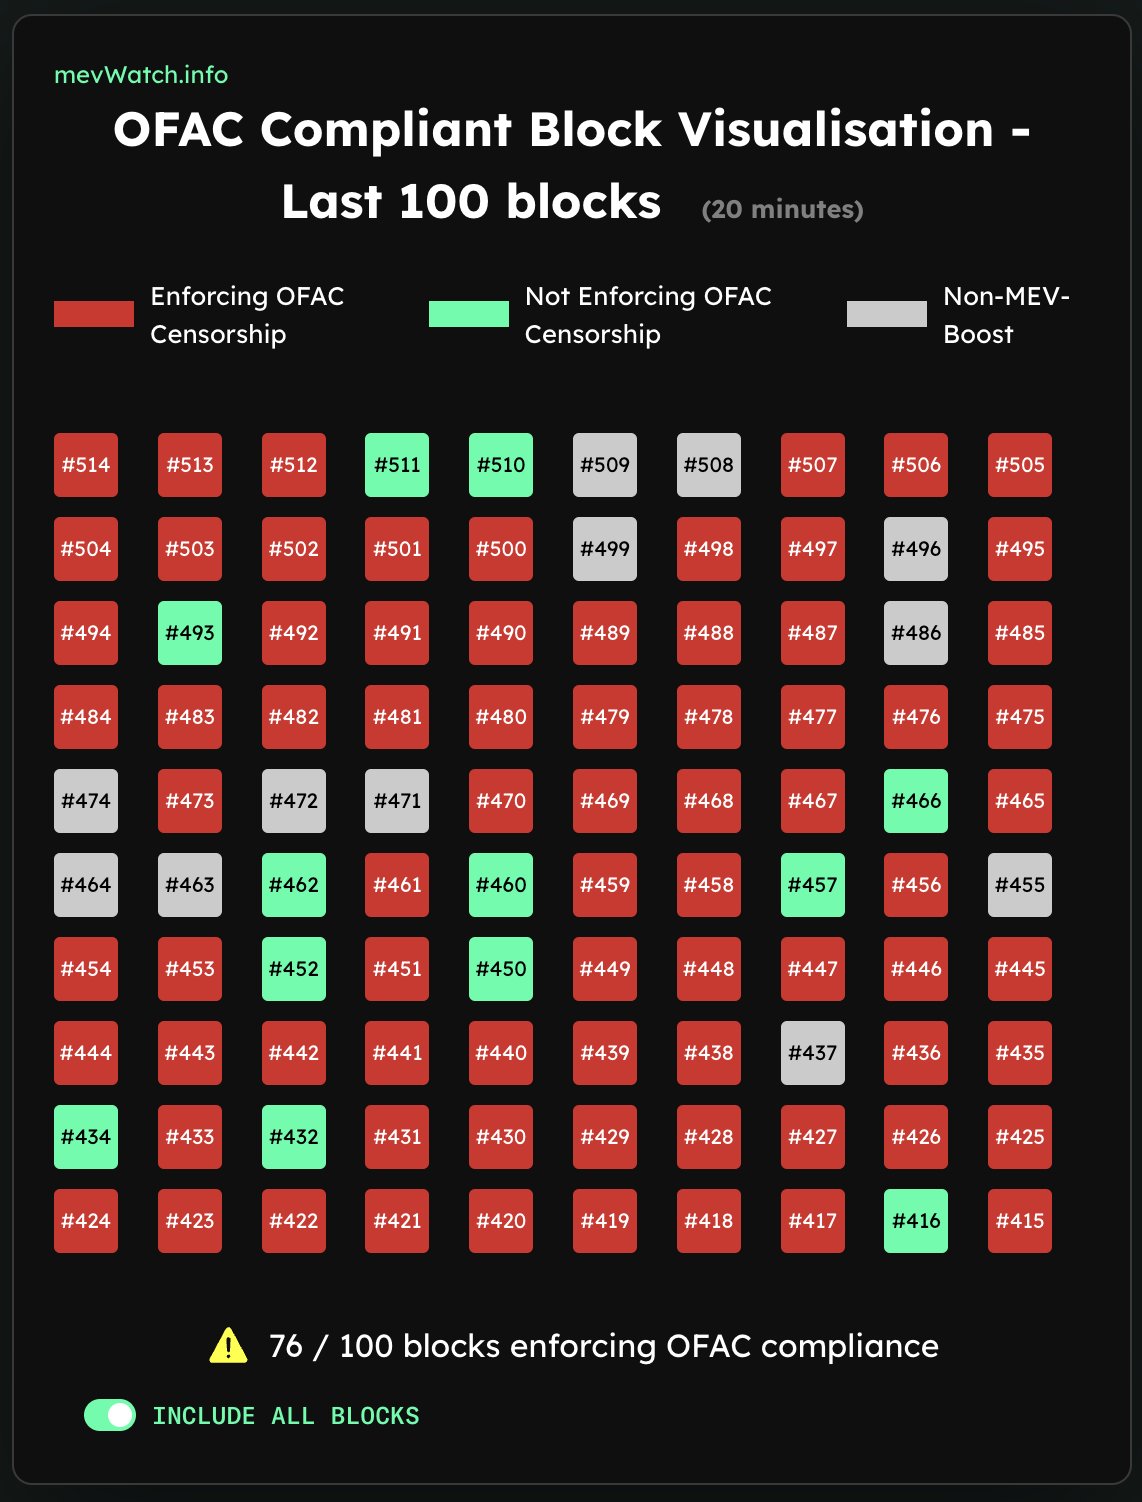 mevWatch.info
OFAC Compliant Block Visualisation -
Last 100 blocks (20 minutes)
Enforcing OFAC
Censorship
Not Enforcing OFAC
Censorship
Non-MEV-
Boost
#514 #513 #512 #511 #510 #509 #508 #507 #506 #505
#504 #503 #502 #501 #500 #499 #498 #497 #496 #495
#494 #493 #492 #491 #490 #489 #488 #487 #486 #485
#484 #483 #482 #481 #480 #479 #478 #477 #476 #475
#474 #473 #472 #471 #470 #469 #468 #467 #466 #465
#464 #463 #462 #461 #460 #459 #458 #457 #456 #455
#454 #453 #452 #451 #450 #449 #448 #447 #446 #445
#444 #443 #442 #441 #440 #439 #438 #437 #436 #435
#434 #433 #432 #431 #430 #429 #428 #427 #426 #425
#424 #423 #422 #421 #420 #419 #418 #417 #416 #415
76 / 100 blocks enforcing OFAC compliance
INCLUDE ALL BLOCKS